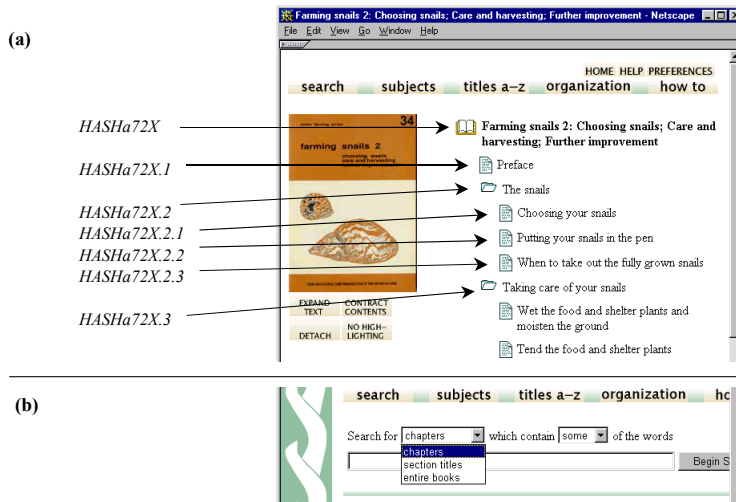 (a)
Farming snails 2: Choosing snails; Care and harvesting; Further improvement - Netscape
File Edit View Go Window Help
HOME HELP PREFERENCES
search subjects titles a–z organization how to
HASHa72X
HASHa72X.1
HASHa72X.2
HASHa72X.2.1
HASHa72X.2.2
HASHa72X.2.3
HASHa72X.3
34
farming snails 2
choosing snails
care and harvesting
further improvement
EXPAND TEXT
CONTRACT CONTENTS
DETACH
NO HIGH–LIGHTING
Farming snails 2: Choosing snails; Care and
harvesting; Further improvement
Preface
The snails
Choosing your snails
Putting your snails in the pen
When to take out the fully grown snails
Taking care of your snails
Wet the food and shelter plants and
moisten the ground
Tend the food and shelter plants
(b)
search subjects titles a–z organization ho
Search for chapters which contain some of the words
chapters
section titles
entire books
Begin S